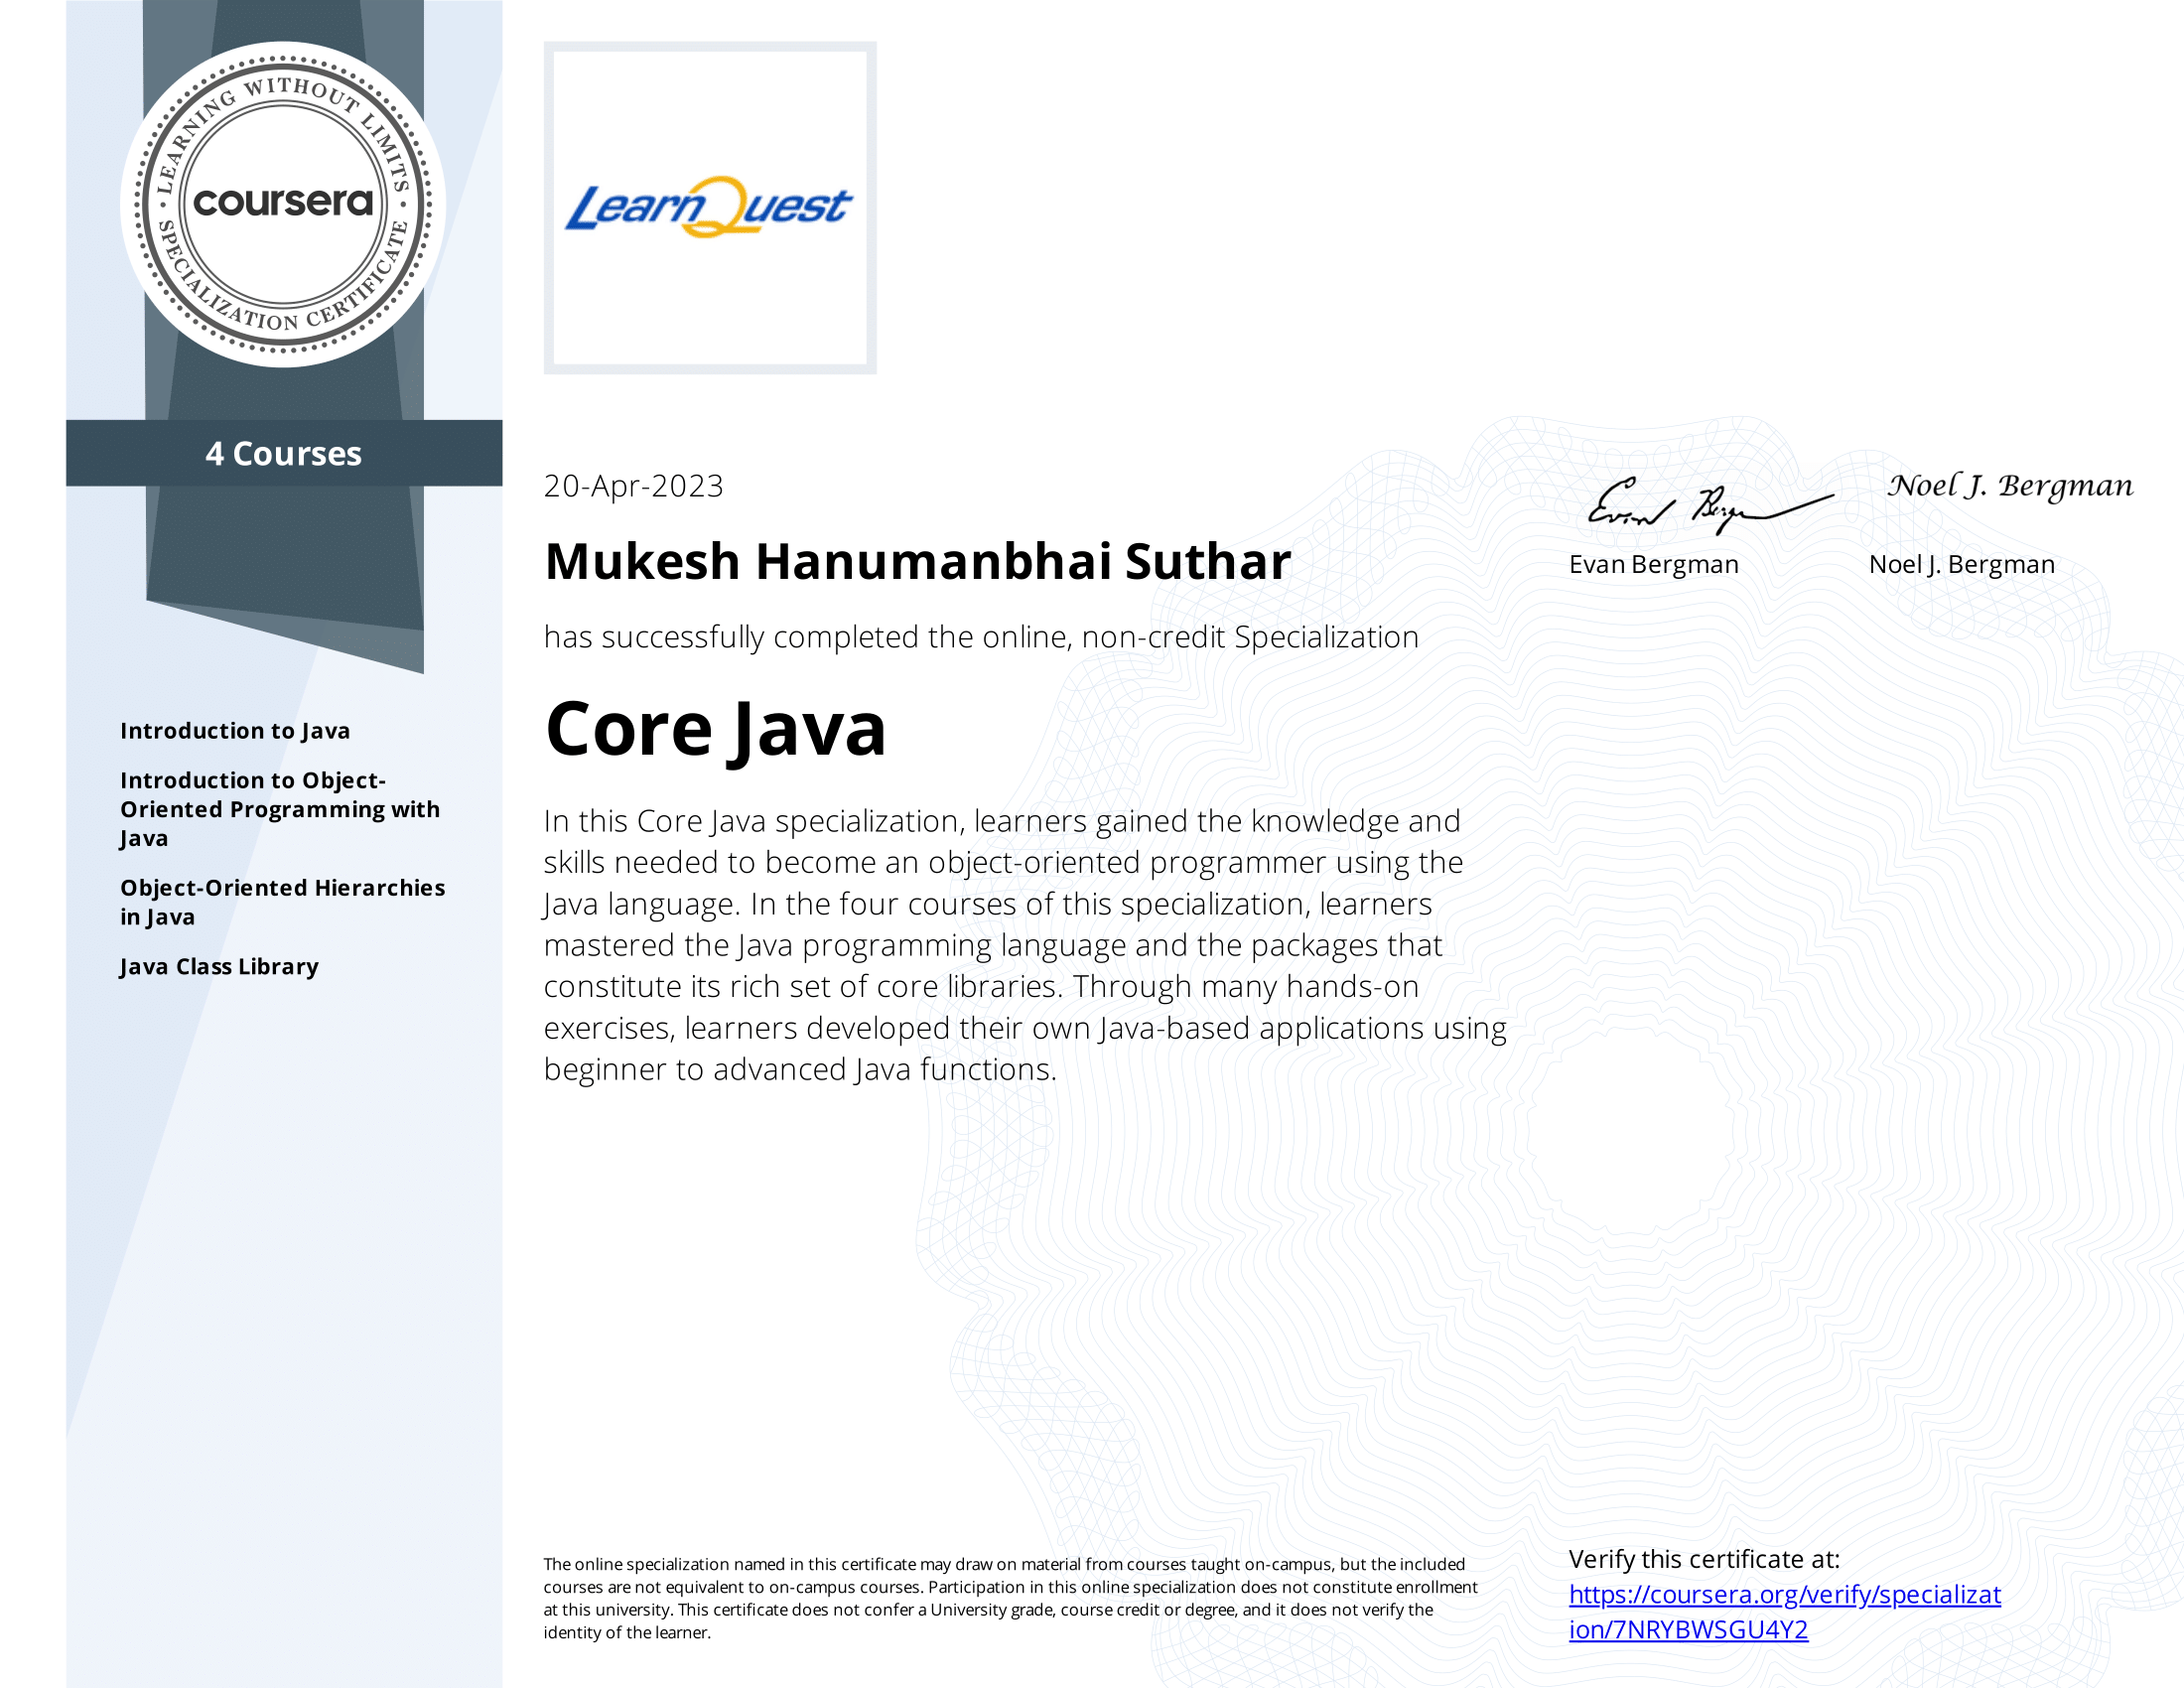 LEARNING WITHOUT LIMITS
coursera
SPECIALIZATION CERTIFICATE
4 Courses
Introduction to Java
Introduction to Object-
Oriented Programming with
Java
Object-Oriented Hierarchies
in Java
Java Class Library
LearnQuest
20-Apr-2023
Mukesh Hanumanbhai Suthar
has successfully completed the online, non-credit Specialization
Core Java
In this Core Java specialization, learners gained the knowledge and
skills needed to become an object-oriented programmer using the
Java language. In the four courses of this specialization, learners
mastered the Java programming language and the packages that
constitute its rich set of core libraries. Through many hands-on
exercises, learners developed their own Java-based applications using
beginner to advanced Java functions.
Evan Bergman
Noel J. Bergman
Noel J. Bergman
The online specialization named in this certificate may draw on material from courses taught on-campus, but the included
courses are not equivalent to on-campus courses. Participation in this online specialization does not constitute enrollment
at this university. This certificate does not confer a University grade, course credit or degree, and it does not verify the
identity of the learner.
Verify this certificate at:
https://coursera.org/verify/specializat
ion/7NRYBWSGU4Y2